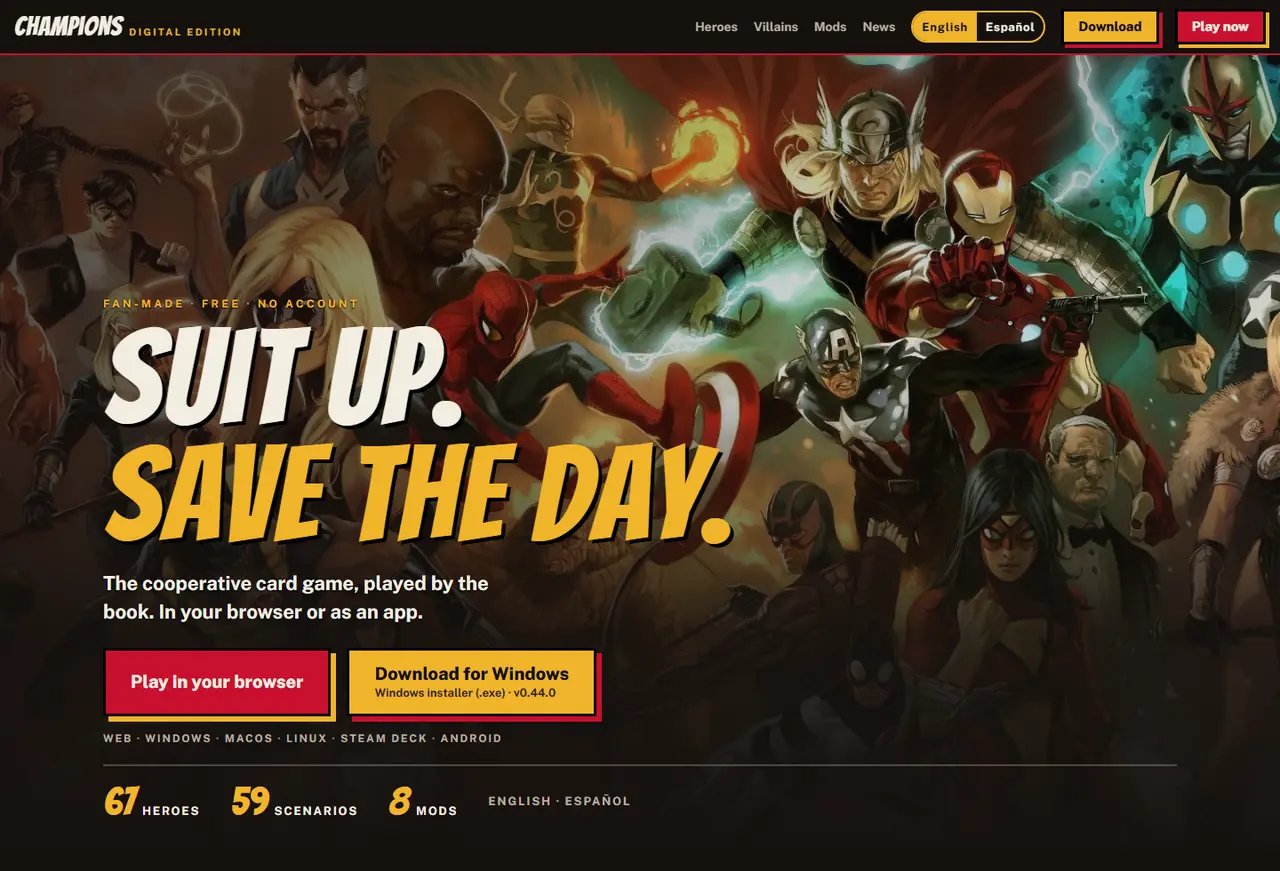 CHAMPIONS DIGITAL EDITION
Heroes Villains Mods News English Español Download Play now
FAN-MADE · FREE · NO ACCOUNT
SUIT UP.
SAVE THE DAY.
The cooperative card game, played by the
book. In your browser or as an app.
Play in your browser
Download for Windows
Windows installer (.exe) · v0.44.0
WEB · WINDOWS · MACOS · LINUX · STEAM DECK · ANDROID
67 HEROES 59 SCENARIOS 8 MODS ENGLISH · ESPAÑOL